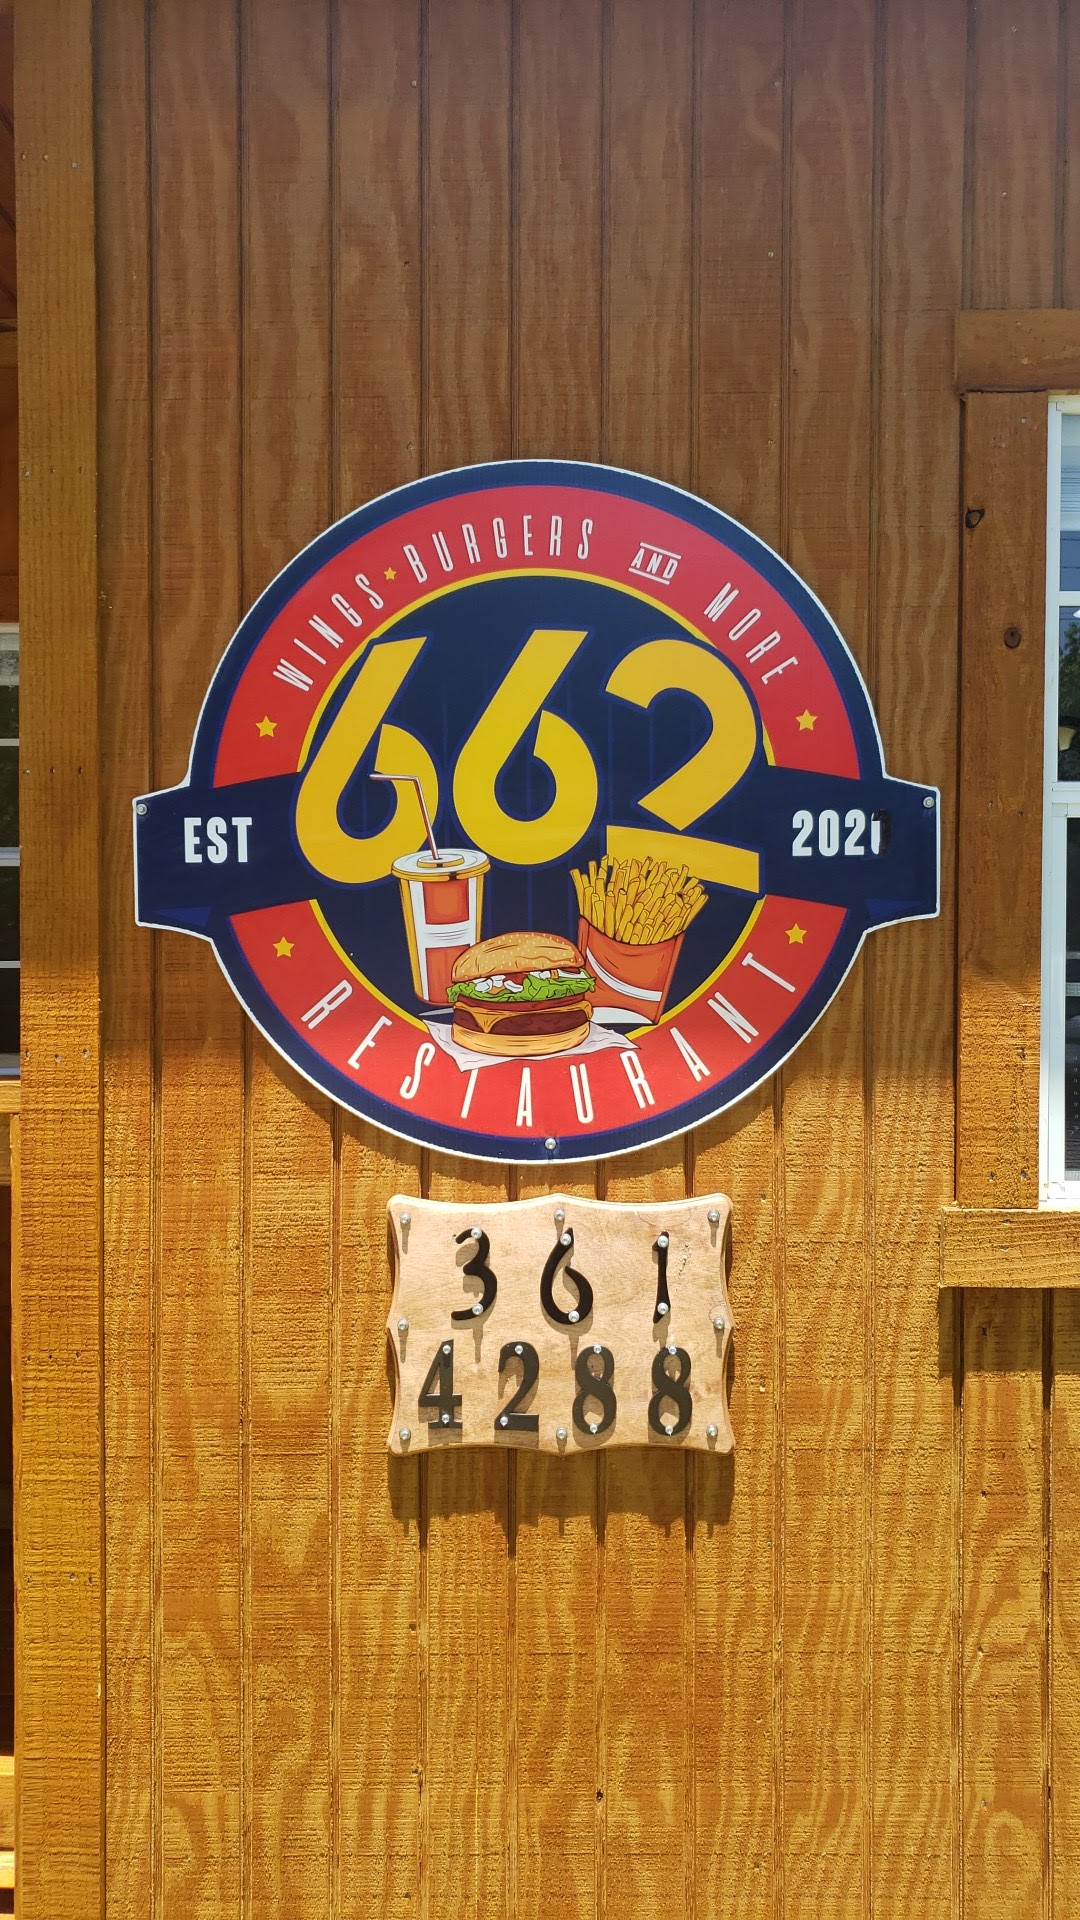 WINGS ★ BURGERS AND MORE
662
EST
RESTAURANT
361
4288